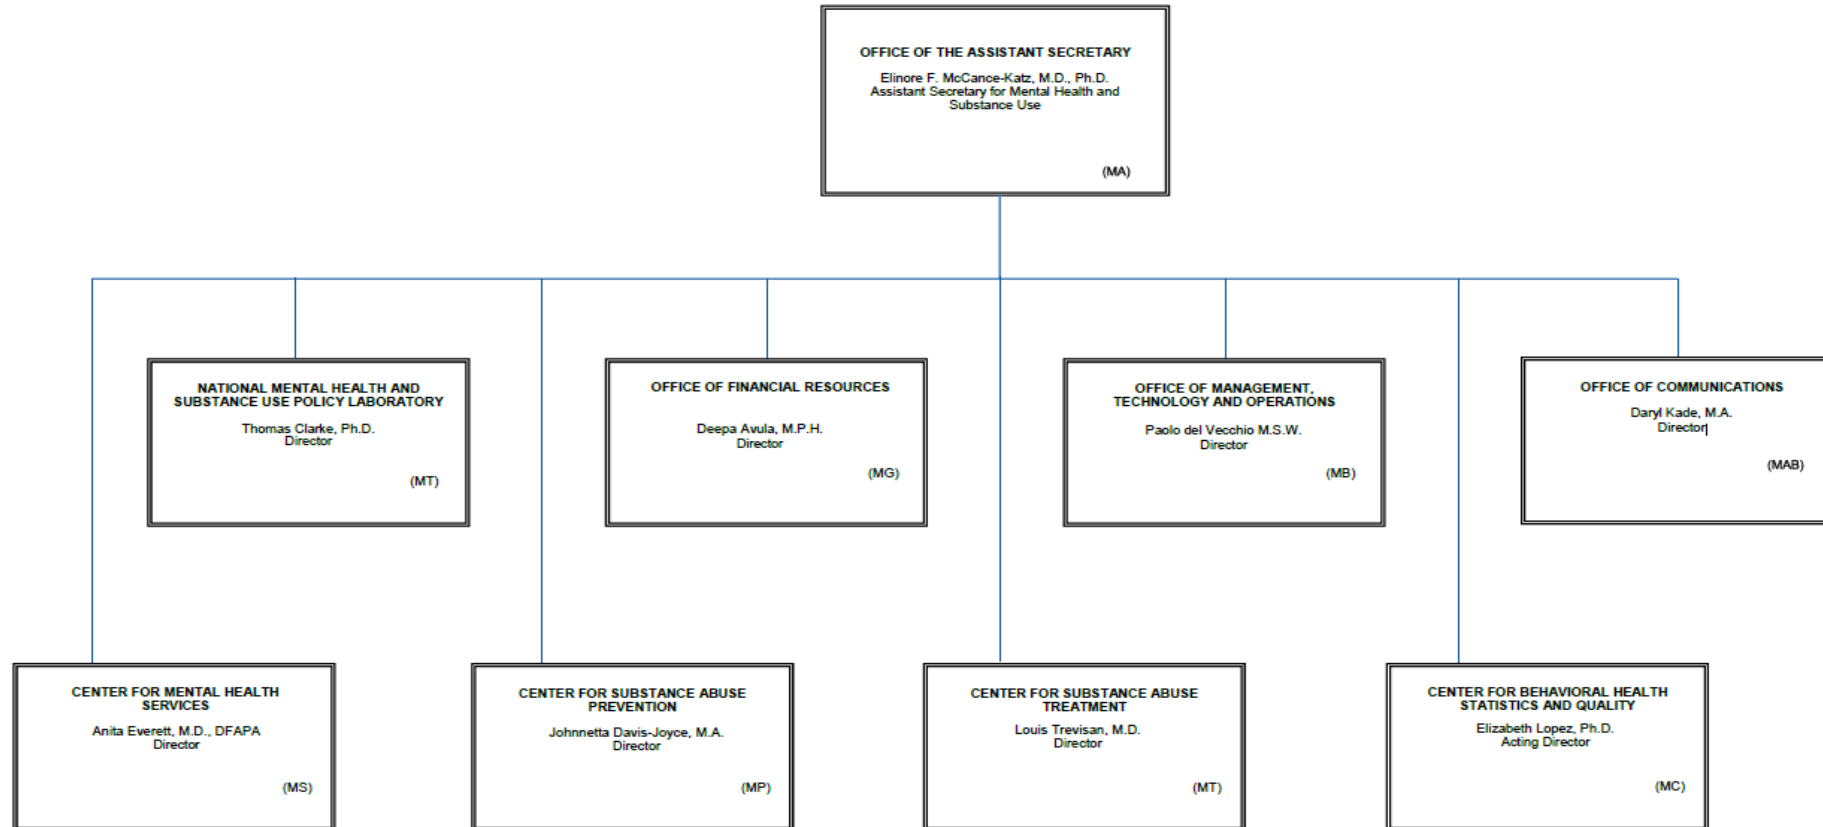 OFFICE OF THE ASSISTANT SECRETARY
Elinore F. McCance-Katz, M.D., Ph.D.
Assistant Secretary for Mental Health and
Substance Use
(MA)
NATIONAL MENTAL HEALTH AND
SUBSTANCE USE POLICY LABORATORY
Thomas Clarke, Ph.D.
Director
(MT)
OFFICE OF FINANCIAL RESOURCES
Deepa Avula, M.P.H.
Director
(MG)
OFFICE OF MANAGEMENT,
TECHNOLOGY AND OPERATIONS
Paolo del Vecchio M.S.W.
Director
(MB)
OFFICE OF COMMUNICATIONS
Daryl Kade, M.A.
Director
(MAB)
CENTER FOR MENTAL HEALTH
SERVICES
Anita Everett, M.D., DFAPA
Director
(MS)
CENTER FOR SUBSTANCE ABUSE
PREVENTION
Johnnetta Davis-Joyce, M.A.
Director
(MP)
CENTER FOR SUBSTANCE ABUSE
TREATMENT
Louis Trevisan, M.D.
Director
(MT)
CENTER FOR BEHAVIORAL HEALTH
STATISTICS AND QUALITY
Elizabeth Lopez, Ph.D.
Acting Director
(MC)